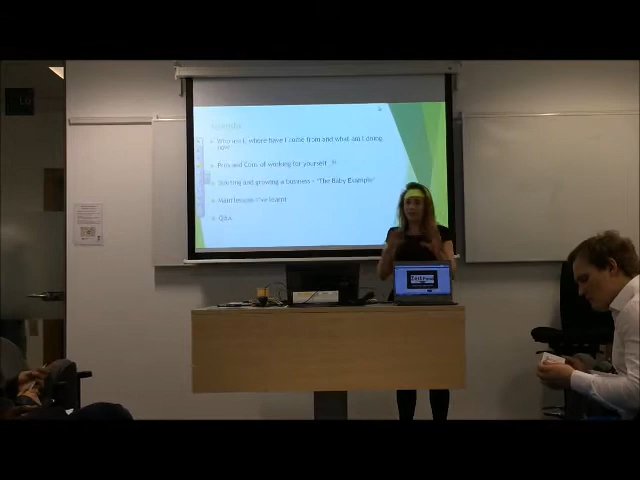 Agenda
Who am I, where have I come from and what am I doing
now
Pros and Cons of working for yourself
Starting and growing a business – "The Baby Example"
Main lessons I've learnt
Q&A